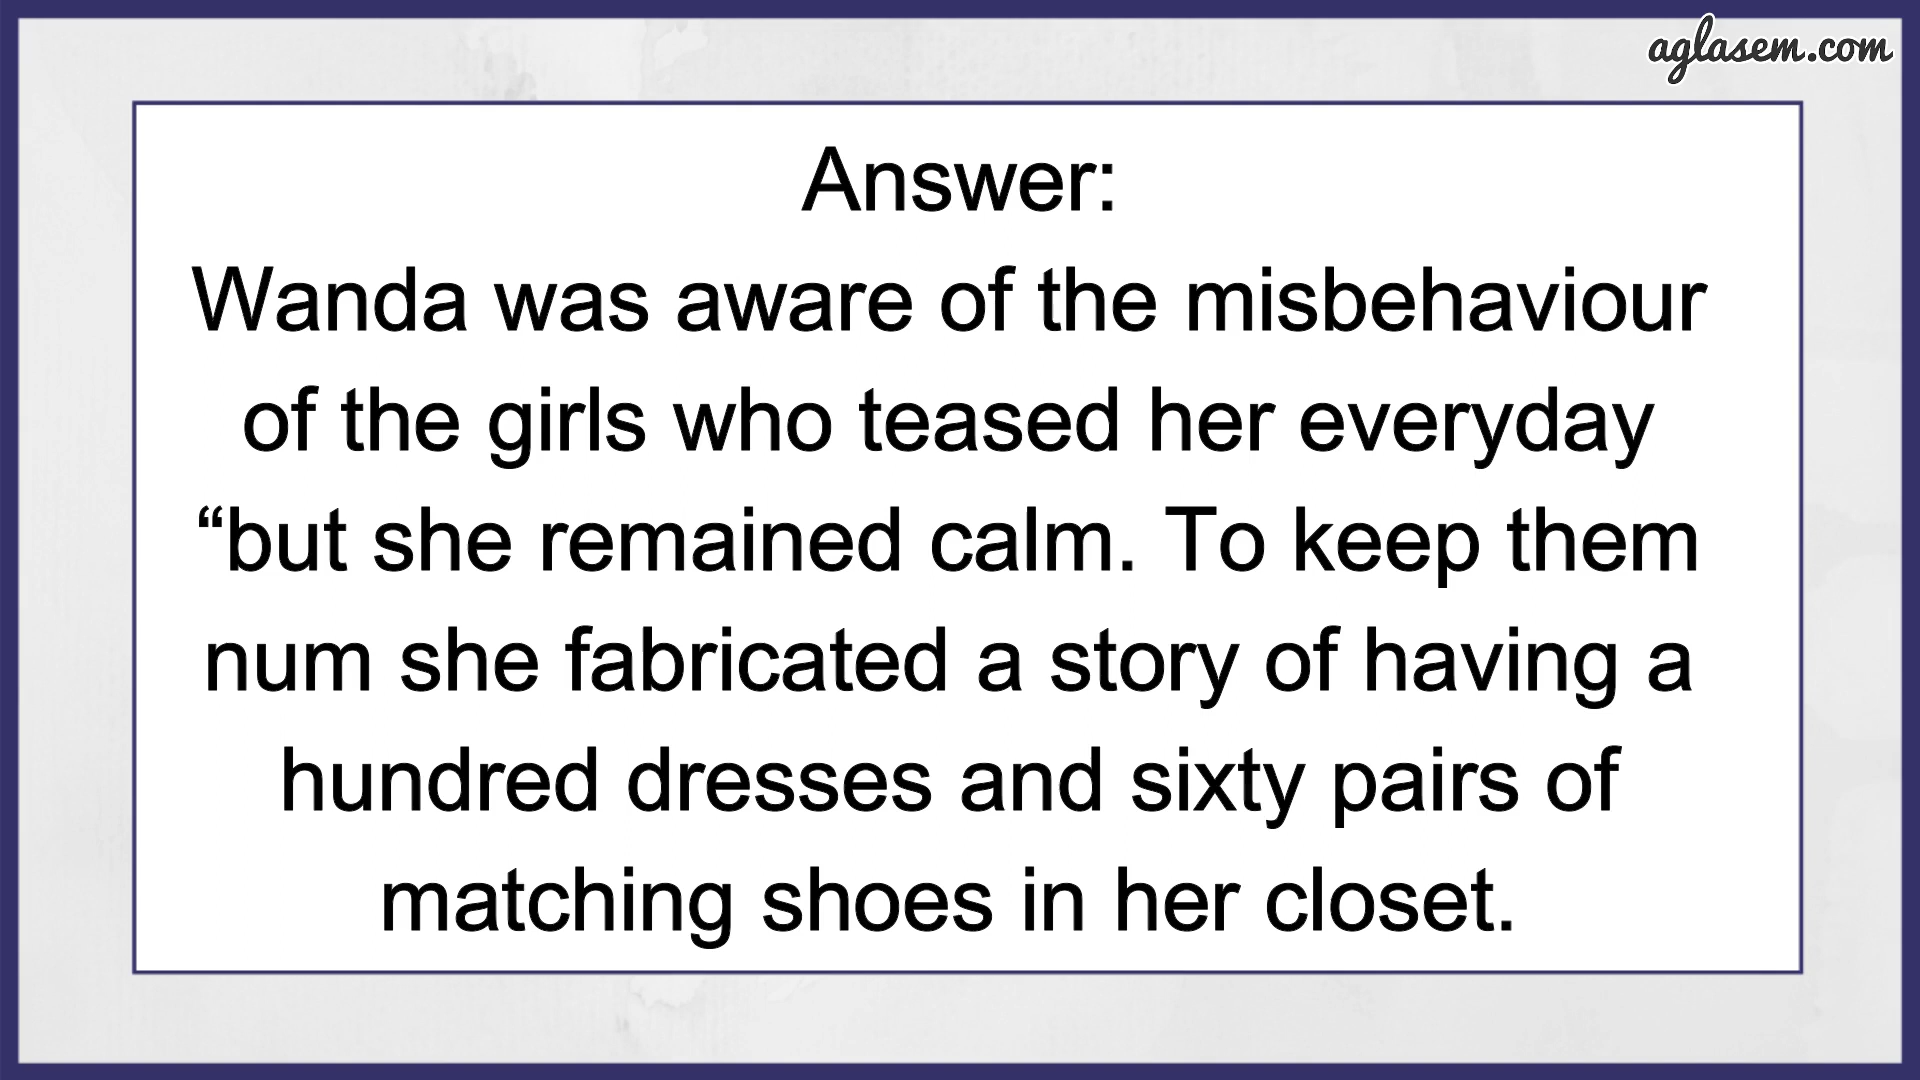 aglasem.com
Answer:
Wanda was aware of the misbehaviour
of the girls who teased her everyday
“but she remained calm. To keep them
num she fabricated a story of having a
hundred dresses and sixty pairs of
matching shoes in her closet.